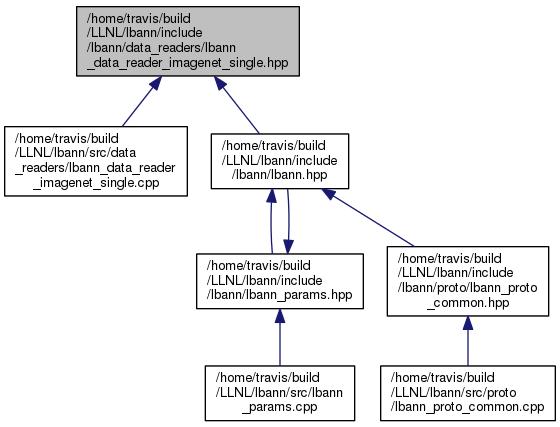 /home/travis/build
/LLNL/lbann/include
/lbann/data_readers/lbann
_data_reader_imagenet_single.hpp
/home/travis/build
/LLNL/lbann/src/data
_readers/lbann_data_reader
_imagenet_single.cpp
/home/travis/build
/LLNL/lbann/include
/lbann/lbann.hpp
/home/travis/build
/LLNL/lbann/include
/lbann/lbann_params.hpp
/home/travis/build
/LLNL/lbann/include
/lbann/proto/lbann_proto
_common.hpp
/home/travis/build
/LLNL/lbann/src/lbann
_params.cpp
/home/travis/build
/LLNL/lbann/src/proto
/lbann_proto_common.cpp